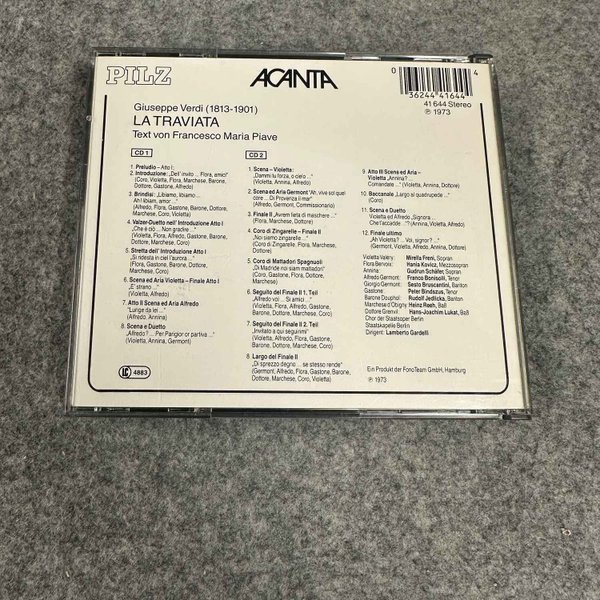 PILZ
ACANTA
0 36244 41644 4
41 644 Stereo
℗ 1973
Giuseppe Verdi (1813-1901)
LA TRAVIATA
Text von Francesco Maria Piave
CD 1
1. Preludio – Atto I:
2. Introduzione: „Dell' invito ... Flora, amici"
(Coro, Violetta, Flora, Marchese, Baron,
Dottore, Gastone, Alfredo)
3. Brindisi: „Libiamo, libiamo ...
Ah! Libiam, amor ...
(Alfredo, Flora, Gastone, Barone, Dottore,
Marchese, Coro, Violetta)
4. Valzer-Duetto nell' Introduzione Atto I
„Che è ciò ... Non gradire ..."
(Violetta, Flora, Marchese, Barone, Dottore,
Gastone, Alfredo)
5. Stretta dell' Introduzione Atto I
„Si ridesta in ciel l'aurora ..."
(Flora, Gastone, Barone, Dottore,
Marchese, Coro)
6. Scena ed Aria Violetta – Finale Atto I
„E' strano ..."
(Violetta, Alfredo)
7. Atto II Scena ed Aria Alfredo
„Lunge da lei ..."
(Alfredo, Annina)
8. Scena e Duetto
„Alfredo? ... Per Parigi or partiva ..."
(Violetta, Annina, Germont)
LC 4883
CD 2
1. Scena – Violetta:
„Dammi tu forza, o cielo ..."
(Violetta, Annina, Alfredo)
2. Scena ed Aria Germont "Ah, vive sol quel
core ... Di Provenza il mar"
(Alfredo, Germont, Commissionario)
3. Finale II „Avrem lieta di maschere ..."
(Flora, Marchese, Dottore)
4. Coro di Zingarelle – Finale II
„Noi siamo zingarelle ..."
(Coro di Zingarelle, Flora, Dottore,
Marchese)
5. Coro di Mattadori Spagnuoli
„Di Madride noi siam mattadori"
(Coro, Gastone, Flora, Dottore,
Marchese)
6. Seguito del Finale II 1. Teil
„Alfredo voi ... Si amici ..."
(Violetta, Flora, Alfredo, Gastone,
Barone, Dottore, Marchese, Coro)
7. Seguito del Finale II 2. Teil
„Invitato a qui seguirmi"
(Violetta, Flora, Alfredo, Gastone,
Barone, Dottore, Marchese, Coro)
8. Largo del Finale II
„Di sprezzo degno ... se stesso rende"
(Germont, Alfredo, Flora, Gastone, Baron,
Dottore, Marchese, Coro, Violetta)
9. Atto III Scena ed Aria –
Violetta „Annina? ...
Comandate ..." (Violetta, Annina, Dottore)
10. Baccanale „Largo al quadrupede ..."
(Coro)
11. Scena e Duetto
Violetta ed Alfredo „Signora ...
Che t'accadde ...?" (Annina, Violetta, Alfredo)
12. Finale ultimo
„Ah Violetta? ... Voi, signor? ..."
(Germont, Violetta, Alfredo, Annina, Dottore)
Violetta Valéry: Mirella Freni, Sopran
Flora Bervoix: Hania Kovicz, Mezzosopran
Annina: Gudrun Schäfer, Sopran
Alfredo Germont: Franco Bonisolli, Tenor
Giorgio Germont: Sesto Bruscantini, Bariton
Gastone: Peter Bindszus, Tenor
Barone Douphol: Rudolf Jedlicka, Bariton
Marchese d'Obigny: Heinz Reeh, Baß
Dottore Grenvil: Hans-Joachim Lukat, Baß
Chor der Staatsoper Berlin
Staatskapelle Berlin
Dirigent: Lamberto Gardelli
Ein Produkt der FonoTeam GmbH, Hamburg
℗ 1973